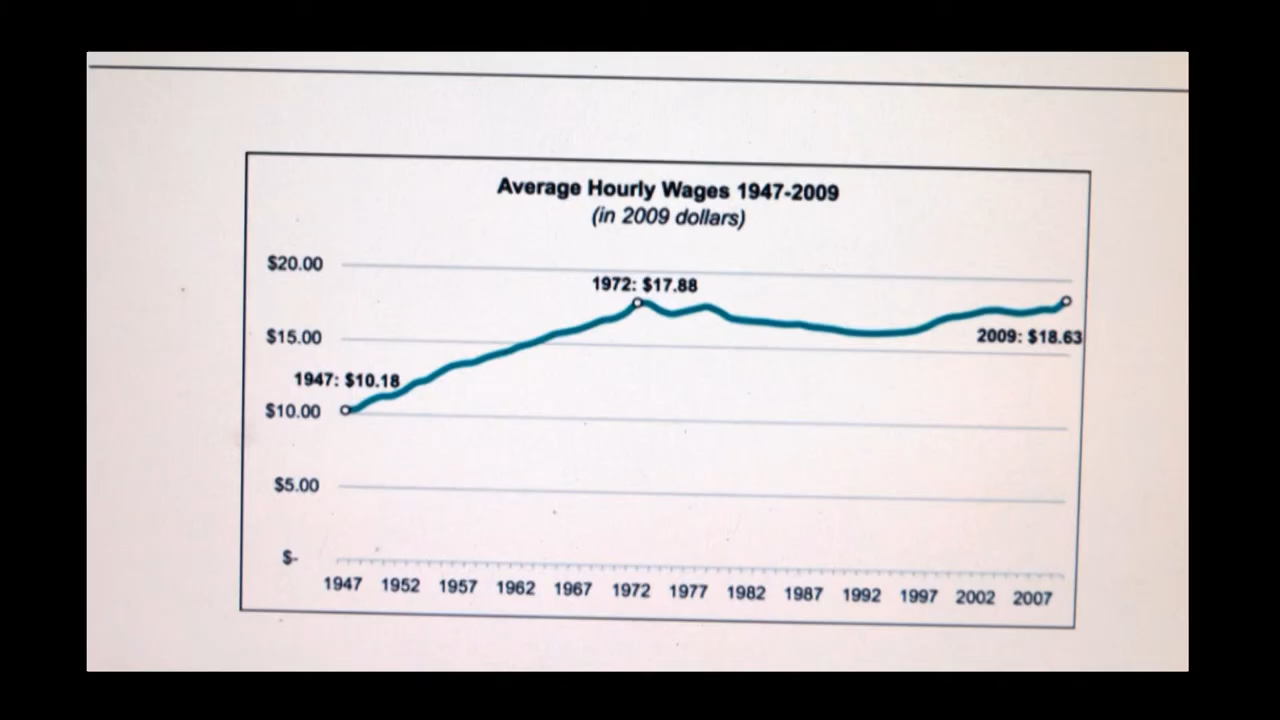 Average Hourly Wages 1947-2009
(in 2009 dollars)
$20.00
1972: $17.88
$15.00
2009: $18.63
1947: $10.18
$10.00
$5.00
$-
1947 1952 1957 1962 1967 1972 1977 1982 1987 1992 1997 2002 2007